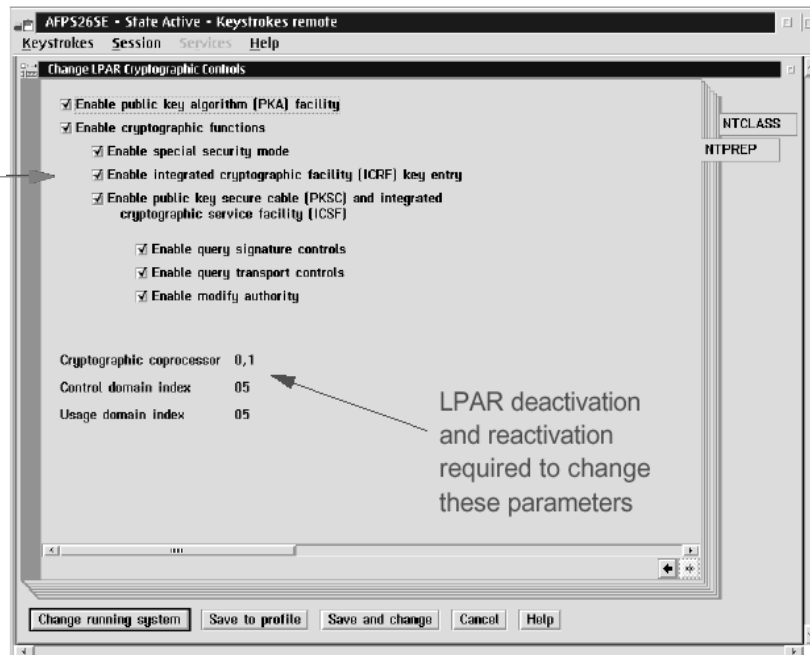 AFPS26SE - State Active - Keystrokes remote
Keystrokes Session Services Help
Change LPAR Cryptographic Controls
Enable public key algorithm (PKA) facility
Enable cryptographic functions
Enable special security mode
Enable integrated cryptographic facility (ICRF) key entry
Enable public key secure cable (PKSC) and integrated
cryptographic service facility (ICSF)
Enable query signature controls
Enable query transport controls
Enable modify authority
NTCLASS
NTPREP
Cryptographic coprocessor 0,1
Control domain index 05
Usage domain index 05
LPAR deactivation
and reactivation
required to change
these parameters
Change running system Save to profile Save and change Cancel Help